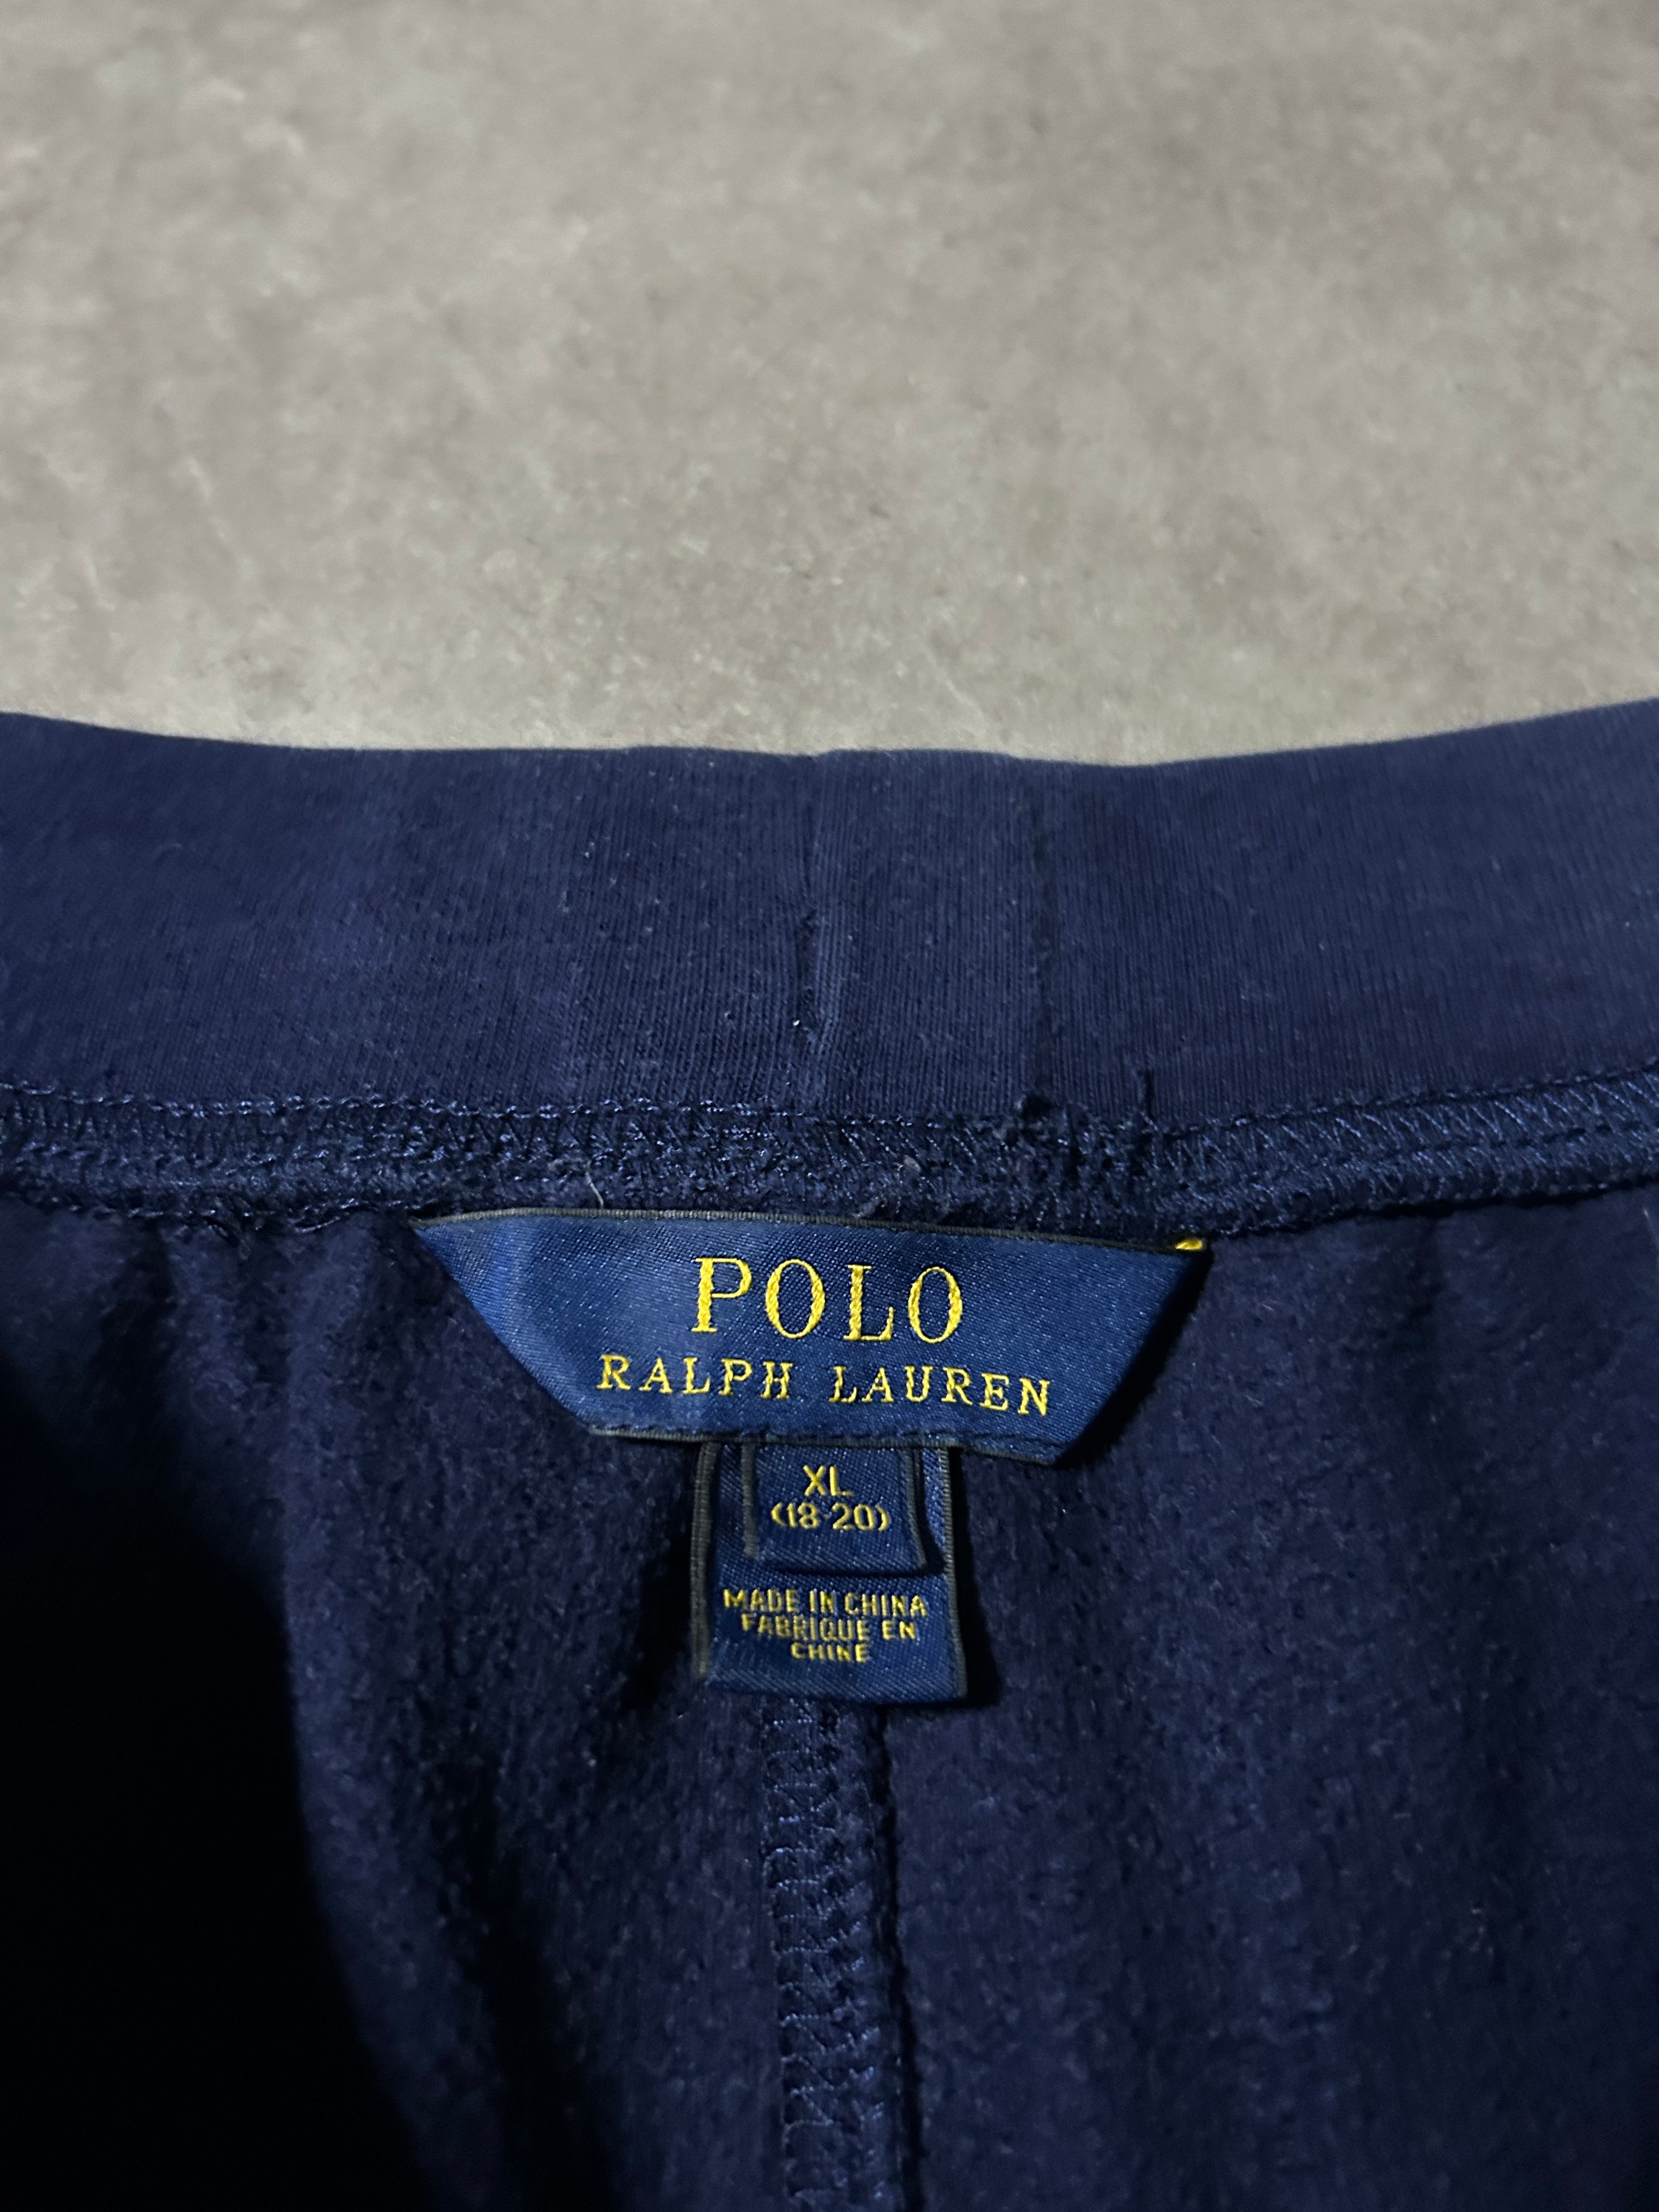 POLO
RALPH LAUREN
XL
(18-20)
MADE IN CHINA
FABRIQUE EN
CHINE